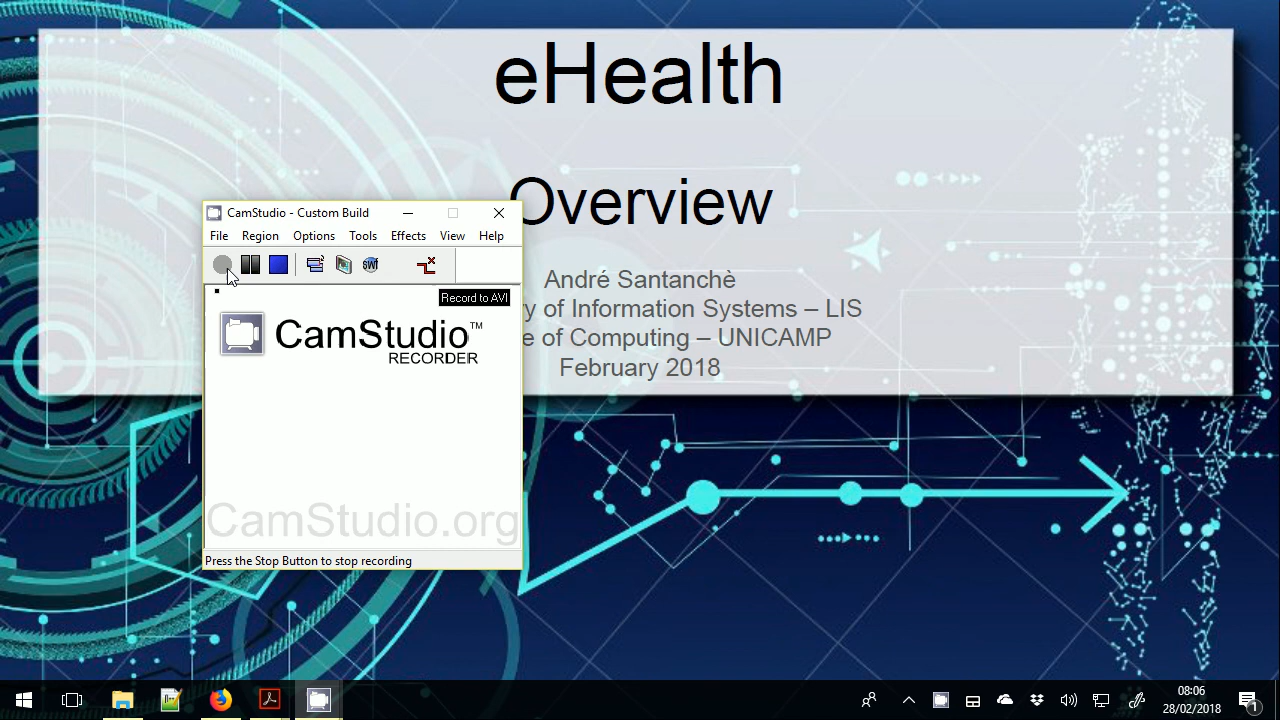 eHealth
Overview
André Santanchè
y of Information Systems – LIS
e of Computing – UNICAMP
February 2018
CamStudio - Custom Build
File Region Options Tools Effects View Help
SWF
Record to AVI
CamStudio™
RECORDER
CamStudio.org
Press the Stop Button to stop recording
08:06
28/02/2018
1